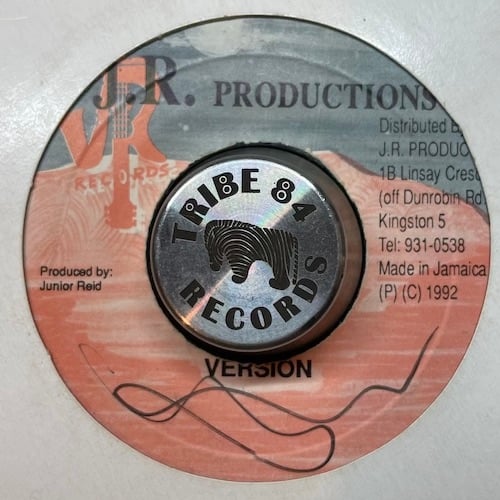 J.R. PRODUCTIONS
JR
RECORDS
Distributed B
J.R. PRODUC
1B Linsay Cresc
(off Dunrobin Rd.
Kingston 5
Tel: 931-0538
Made in Jamaica
(P) (C) 1992
Produced by:
Junior Reid
TRIBE 84
RECORDS
VERSION